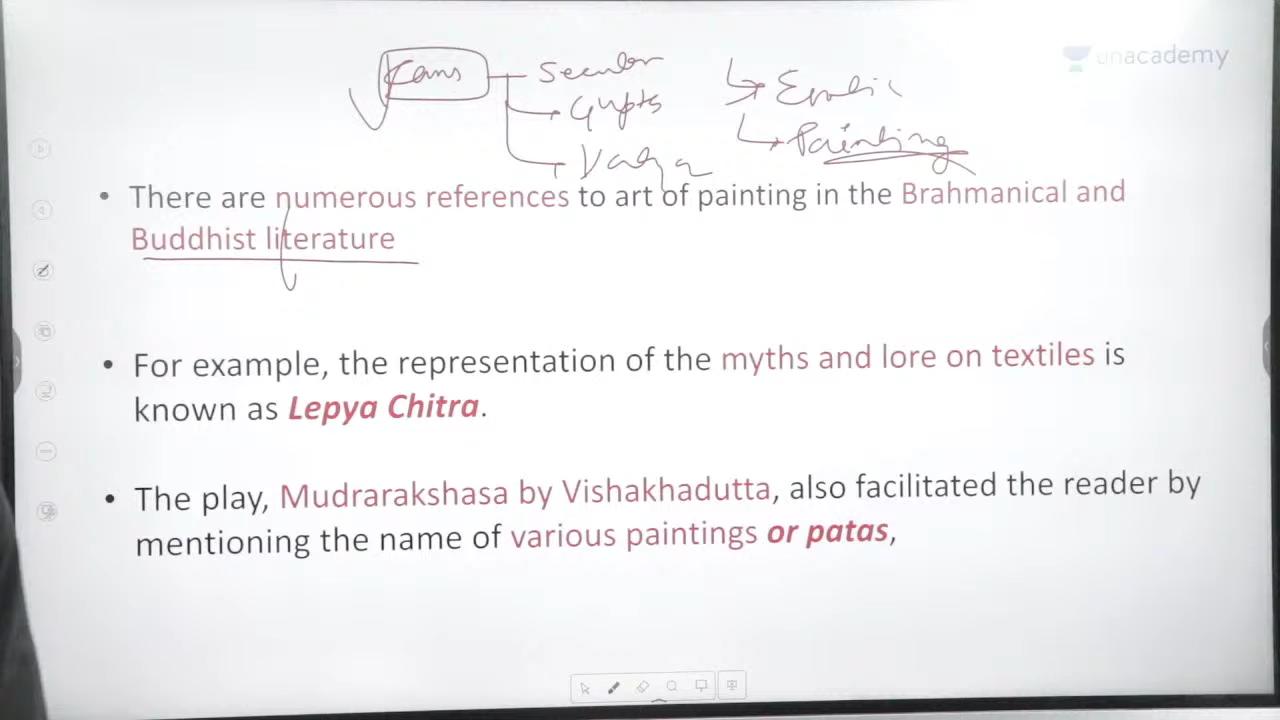 unacademy
Secular
Gupta
Erotic
Painting
• There are numerous references to art of painting in the Brahmanical and
Buddhist literature
• For example, the representation of the myths and lore on textiles is
known as Lepya Chitra.
• The play, Mudrarakshasa by Vishakhadutta, also facilitated the reader by
mentioning the name of various paintings or patas,